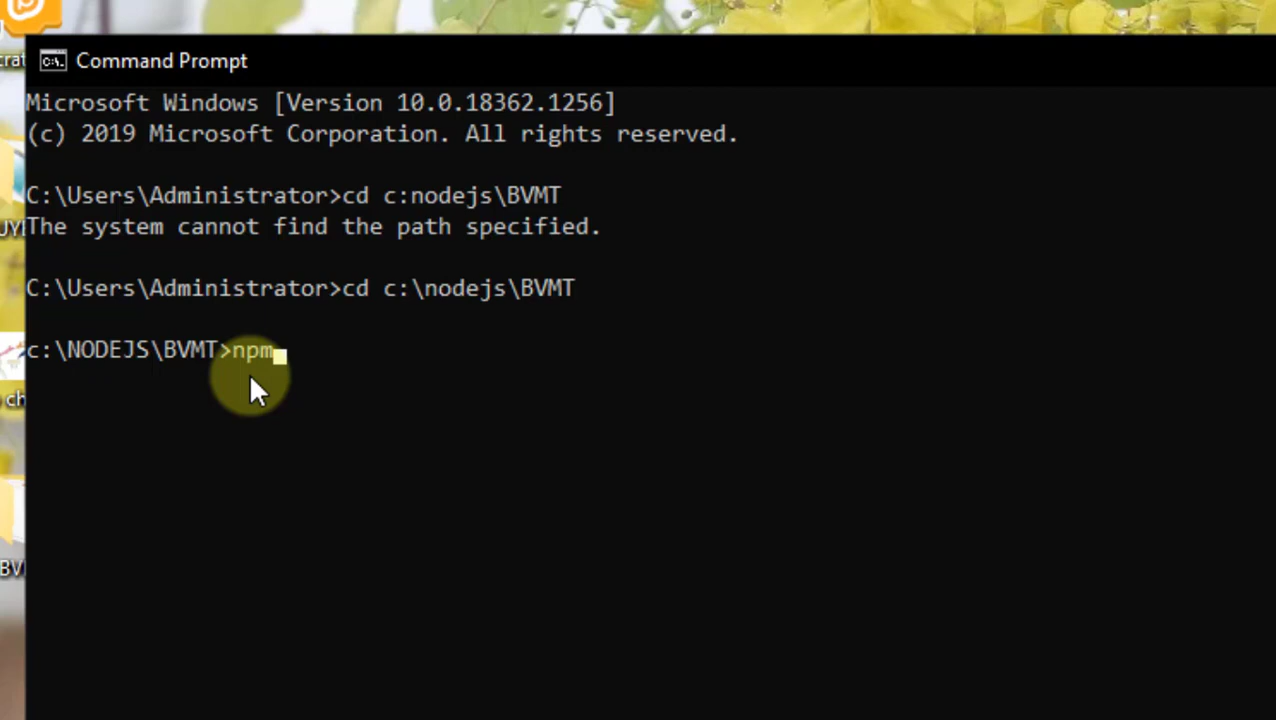 Command Prompt
Microsoft Windows [Version 10.0.18362.1256]
(c) 2019 Microsoft Corporation. All rights reserved.
C:\Users\Administrator>cd c:nodejs\BVMT
The system cannot find the path specified.
C:\Users\Administrator>cd c:\nodejs\BVMT
c:\NODEJS\BVMT>npm